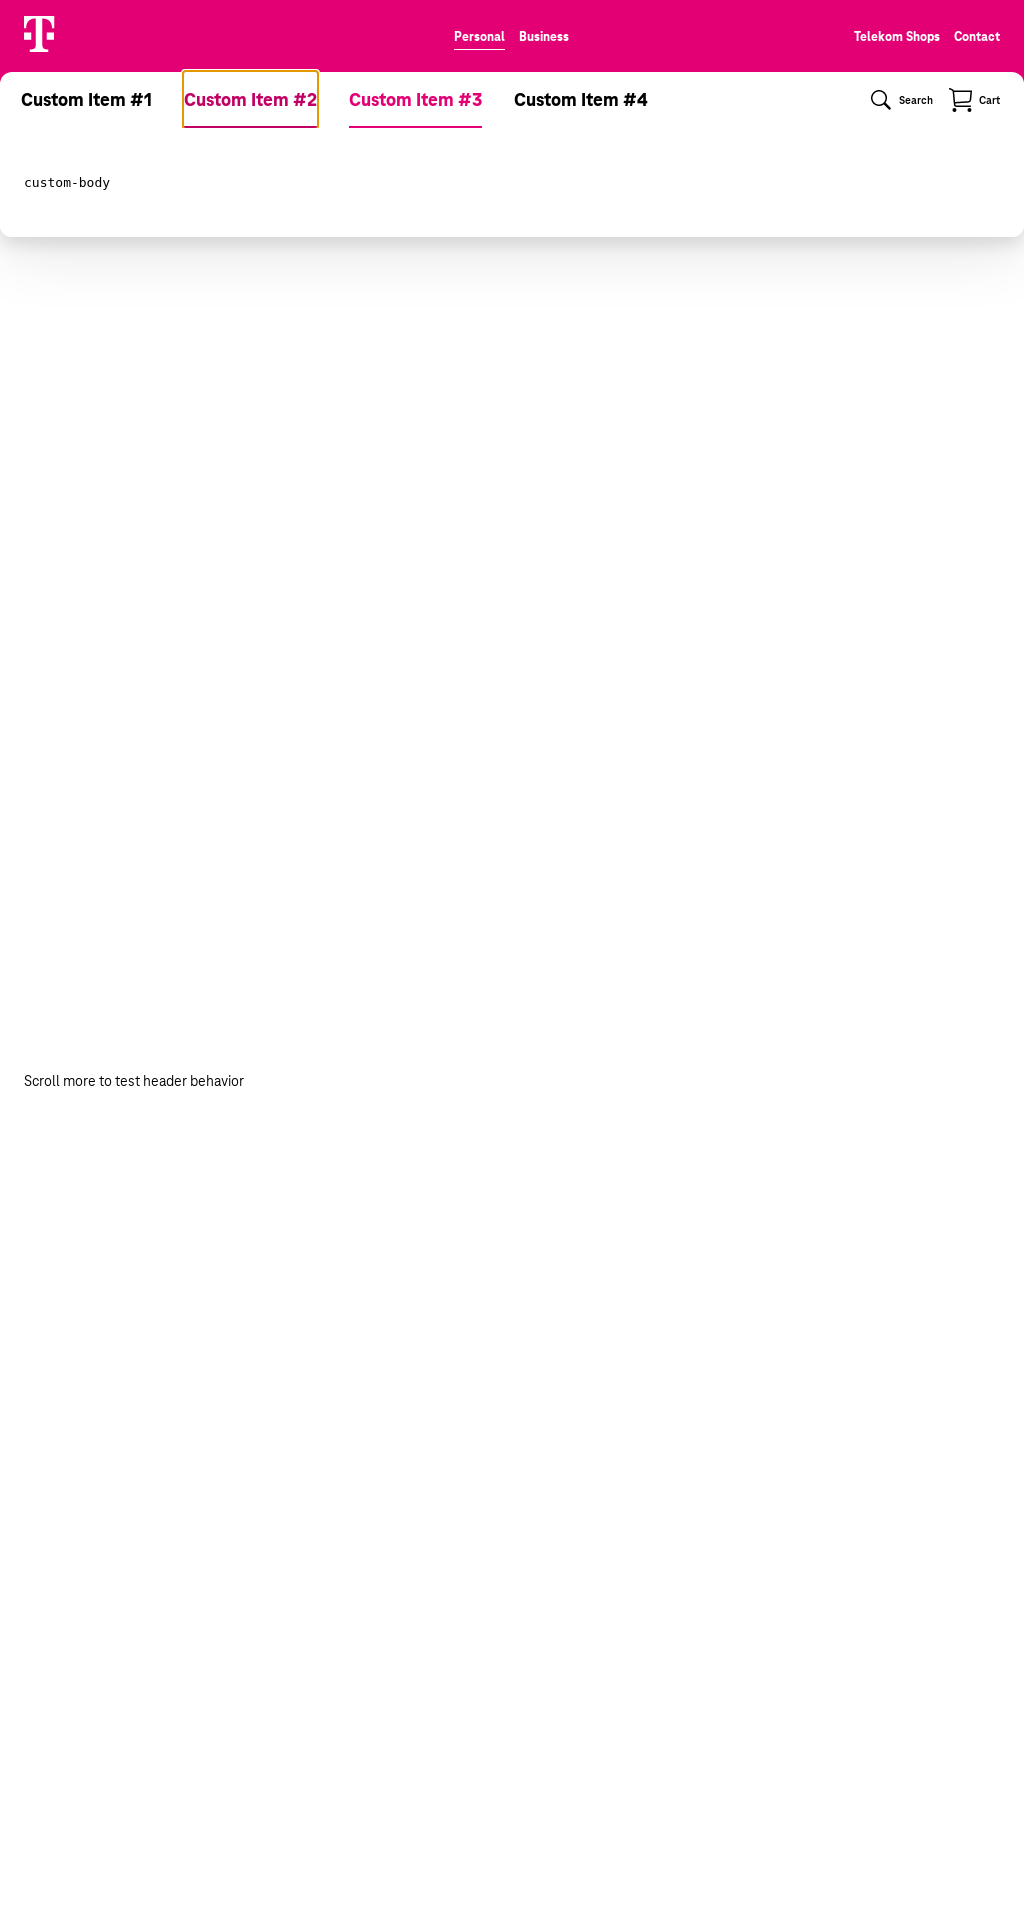 Personal Business Telekom Shops Contact
Custom Item #1 Custom Item #2 Custom Item #3 Custom Item #4 Search Cart
custom-body
Scroll more to test header behavior